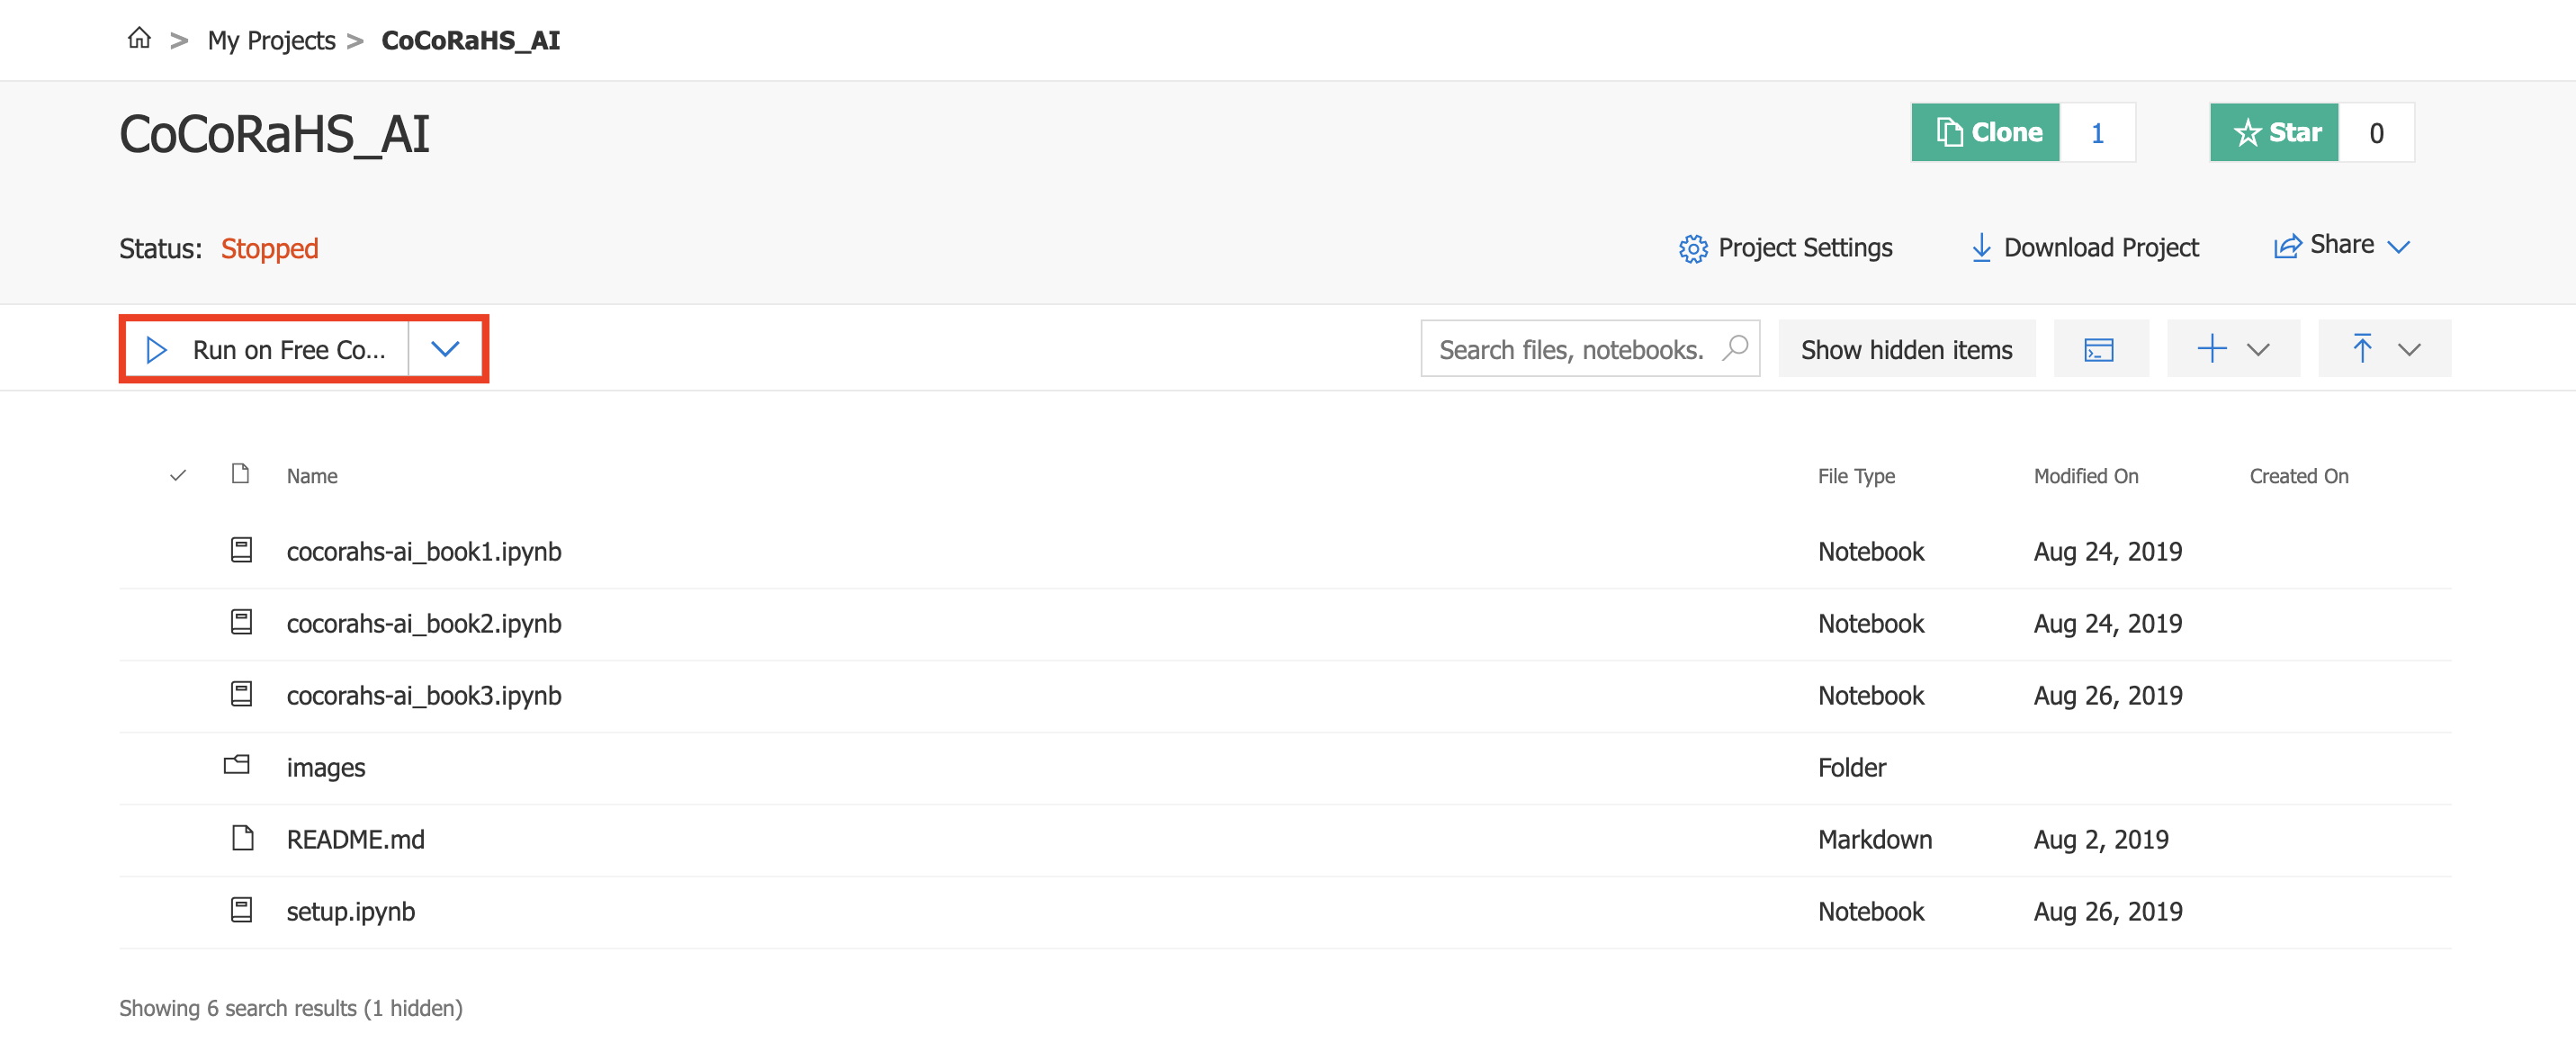 > My Projects > CoCoRaHS_AI
CoCoRaHS_AI
Clone 1
Star 0
Status: Stopped
Project Settings
Download Project
Share
Run on Free Co...
Search files, notebooks.
Show hidden items
Name File Type Modified On Created On
cocorahs-ai_book1.ipynb Notebook Aug 24, 2019
cocorahs-ai_book2.ipynb Notebook Aug 24, 2019
cocorahs-ai_book3.ipynb Notebook Aug 26, 2019
images Folder
README.md Markdown Aug 2, 2019
setup.ipynb Notebook Aug 26, 2019
Showing 6 search results (1 hidden)